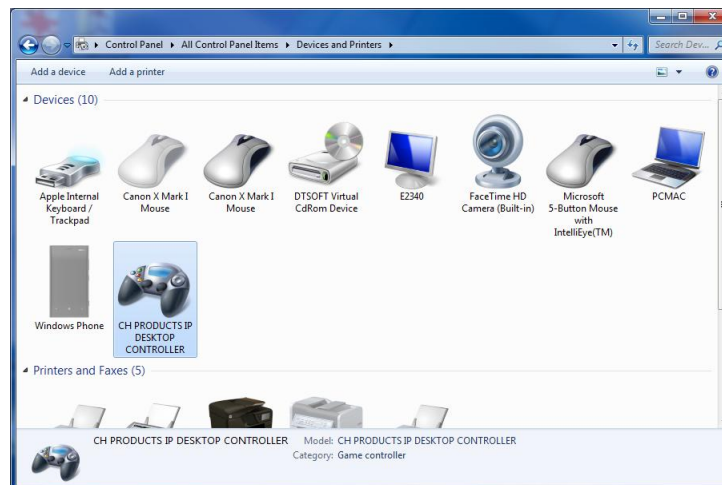 Control Panel ▸ All Control Panel Items ▸ Devices and Printers ▸
Search Dev...
Add a device Add a printer
Devices (10)
Apple Internal
Keyboard /
Trackpad
Canon X Mark I
Mouse
Canon X Mark I
Mouse
DTSOFT Virtual
CdRom Device
E2340
FaceTime HD
Camera (Built-in)
Microsoft
5-Button Mouse
with
IntelliEye(TM)
PCMAC
Windows Phone
CH PRODUCTS IP
DESKTOP
CONTROLLER
Printers and Faxes (5)
CH PRODUCTS IP DESKTOP CONTROLLER Model: CH PRODUCTS IP DESKTOP CONTROLLER
Category: Game controller